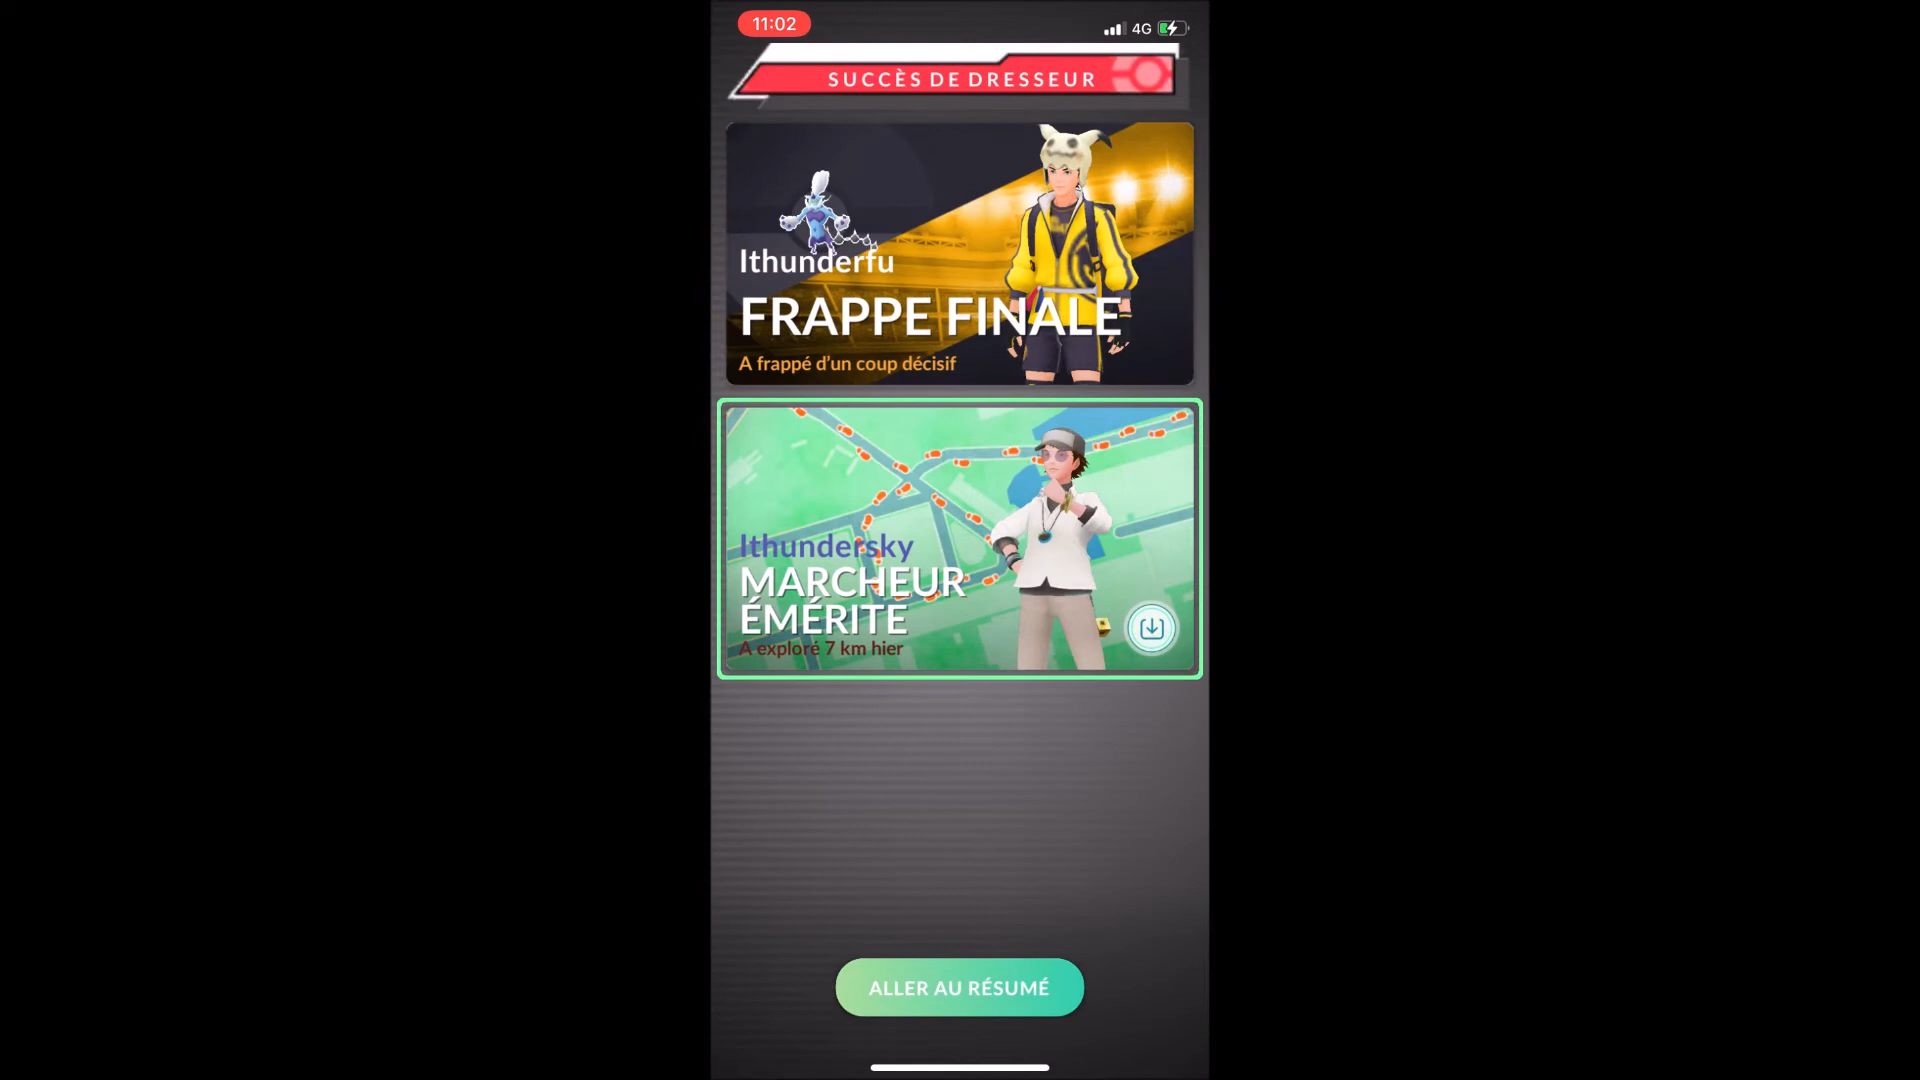 11:02
4G
SUCCÈS DE DRESSEUR
Ithunderfu
FRAPPE FINALE
A frappé d'un coup décisif
Ithundersky
MARCHEUR
ÉMÉRITE
A exploré 7 km hier
ALLER AU RÉSUMÉ